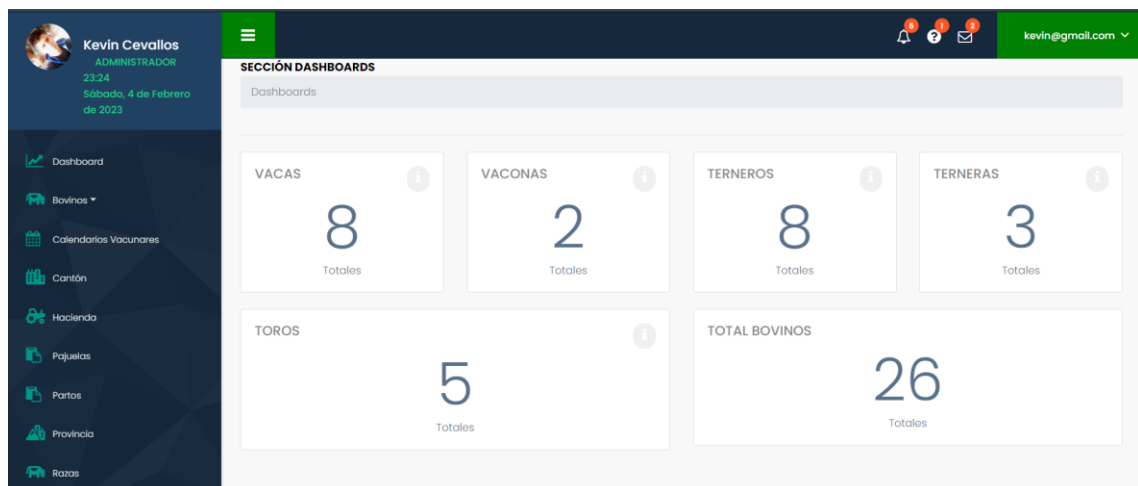 Kevin Cevallos
ADMINISTRADOR
23:24
Sábado, 4 de Febrero
de 2023
Dashboard
Bovinos
Calendarios Vacunares
Cantón
Hacienda
Pajuelas
Partos
Provincia
Razas
5
1
2
kevin@gmail.com
SECCIÓN DASHBOARDS
Dashboards
VACAS
8
Totales
VACONAS
2
Totales
TERNEROS
8
Totales
TERNERAS
3
Totales
TOROS
5
Totales
TOTAL BOVINOS
26
Totales